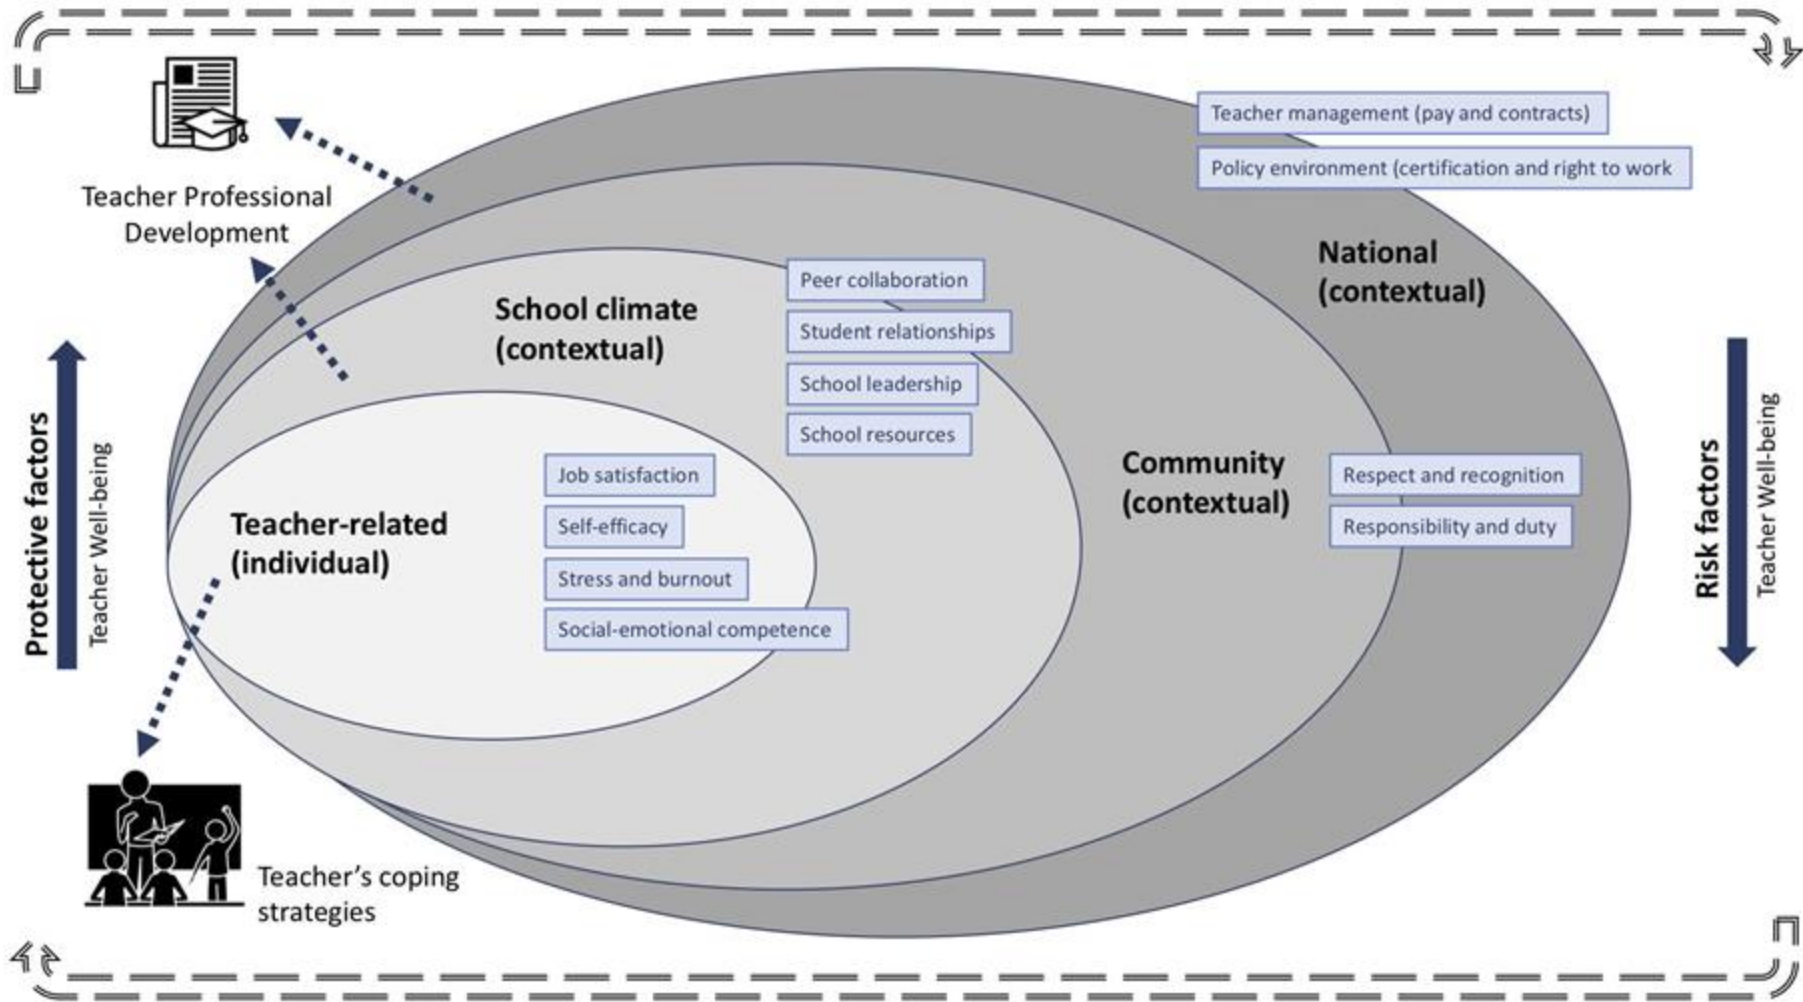 Teacher management (pay and contracts)
Policy environment (certification and right to work
Teacher Professional
Development
National
(contextual)
School climate
(contextual)
Peer collaboration
Student relationships
School leadership
School resources
Community
(contextual)
Respect and recognition
Responsibility and duty
Teacher-related
(individual)
Job satisfaction
Self-efficacy
Stress and burnout
Social-emotional competence
Protective factors
Teacher Well-being
Risk factors
Teacher Well-being
Teacher’s coping
strategies